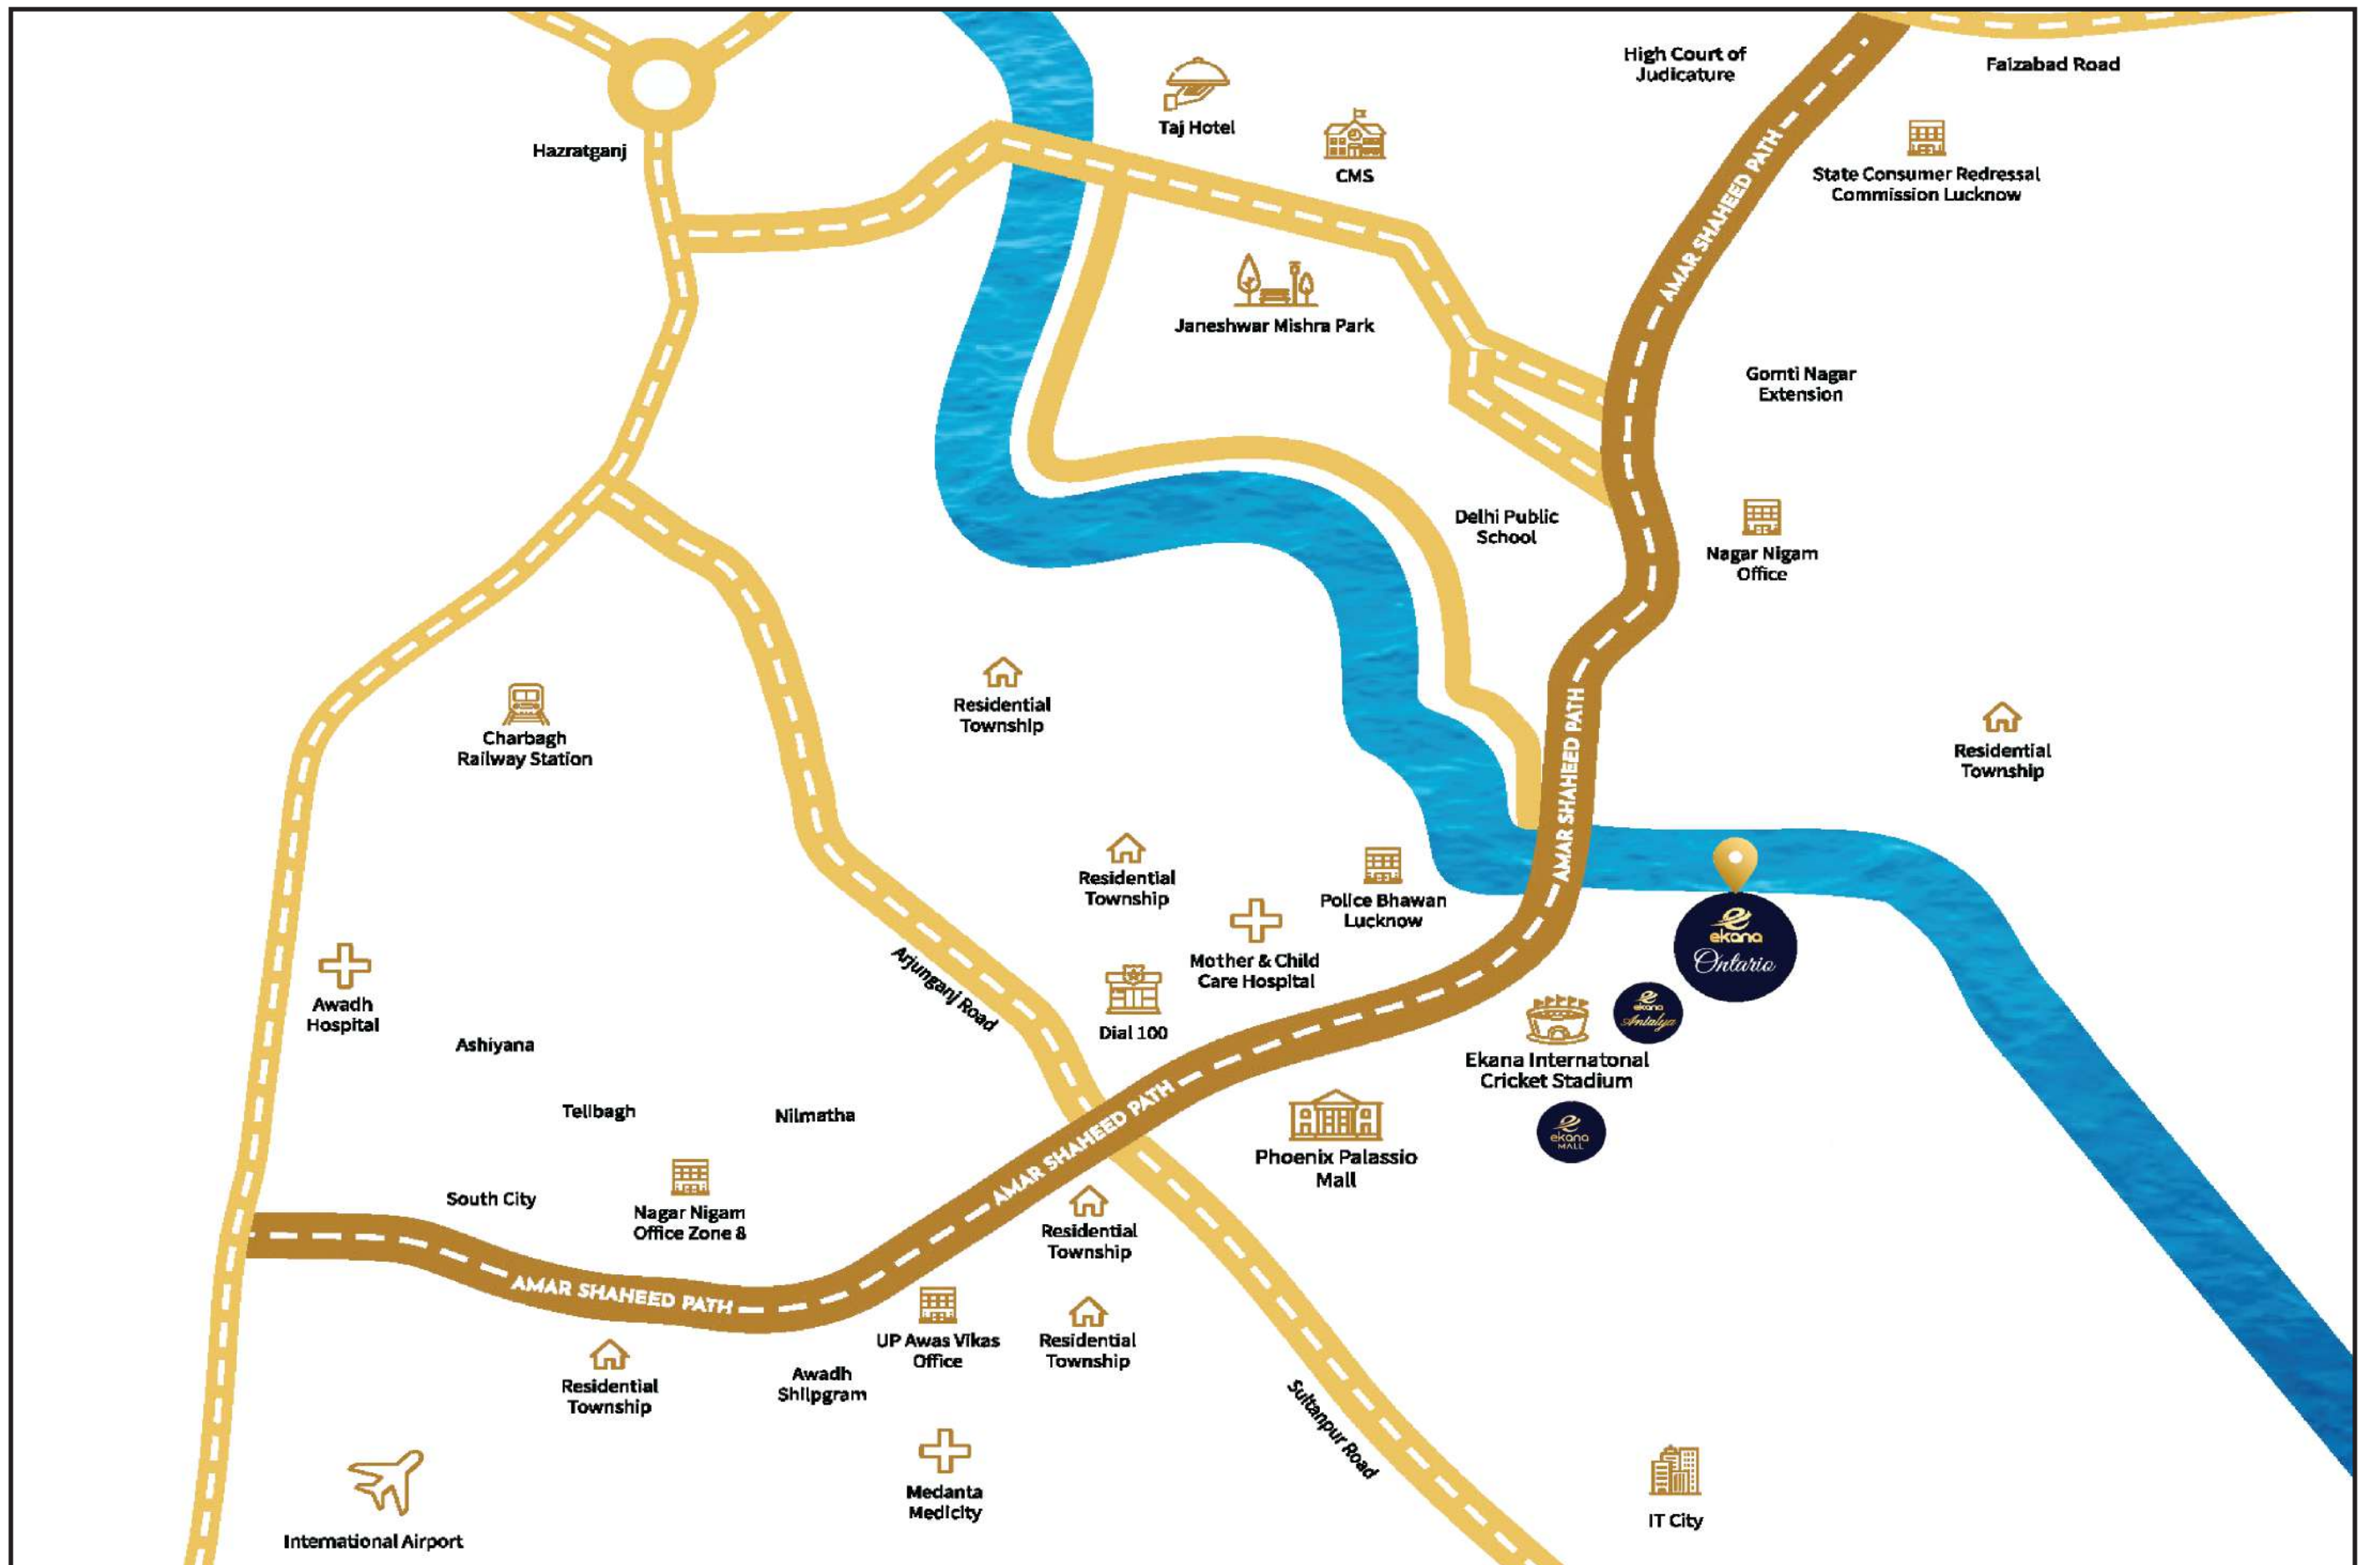 High Court of
Judicature
Faizabad Road
Taj Hotel
CMS
Hazratganj
AMAR SHAHEED PATH
State Consumer Redressal
Commission Lucknow
Janeshwar Mishra Park
Gomti Nagar
Extension
Delhi Public
School
Nagar Nigam
Office
Residential
Township
Charbagh
Railway Station
AMAR SHAHEED PATH
Residential
Township
Residential
Township
Police Bhawan
Lucknow
ekana
Ontario
Mother & Child
Care Hospital
Arjunganj Road
Awadh
Hospital
Dial 100
ekana
Antalya
Ashiyana
Ekana Internatonal
Cricket Stadium
Telibagh
Nilmatha
AMAR SHAHEED PATH
ekana
MALL
Phoenix Palassio
Mall
South City
Nagar Nigam
Office Zone 8
Residential
Township
AMAR SHAHEED PATH
UP Awas Vikas
Office
Residential
Township
Residential
Township
Awadh
Shilpgram
Sultanpur Road
Medanta
Medicity
IT City
International Airport